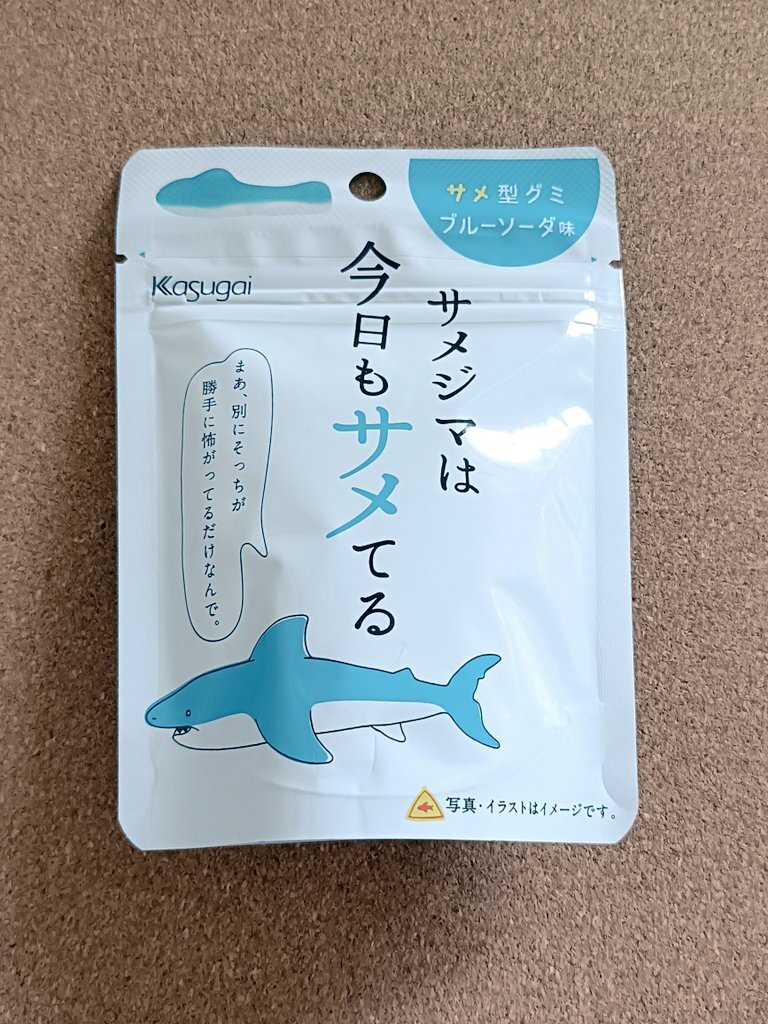 サメ型グミ
ブルーソーダ味
Kasugai
サメジマは
今日もサメてる
まあ、別にそっちが
勝手に怖がってるだけなんで。
写真・イラストはイメージです。